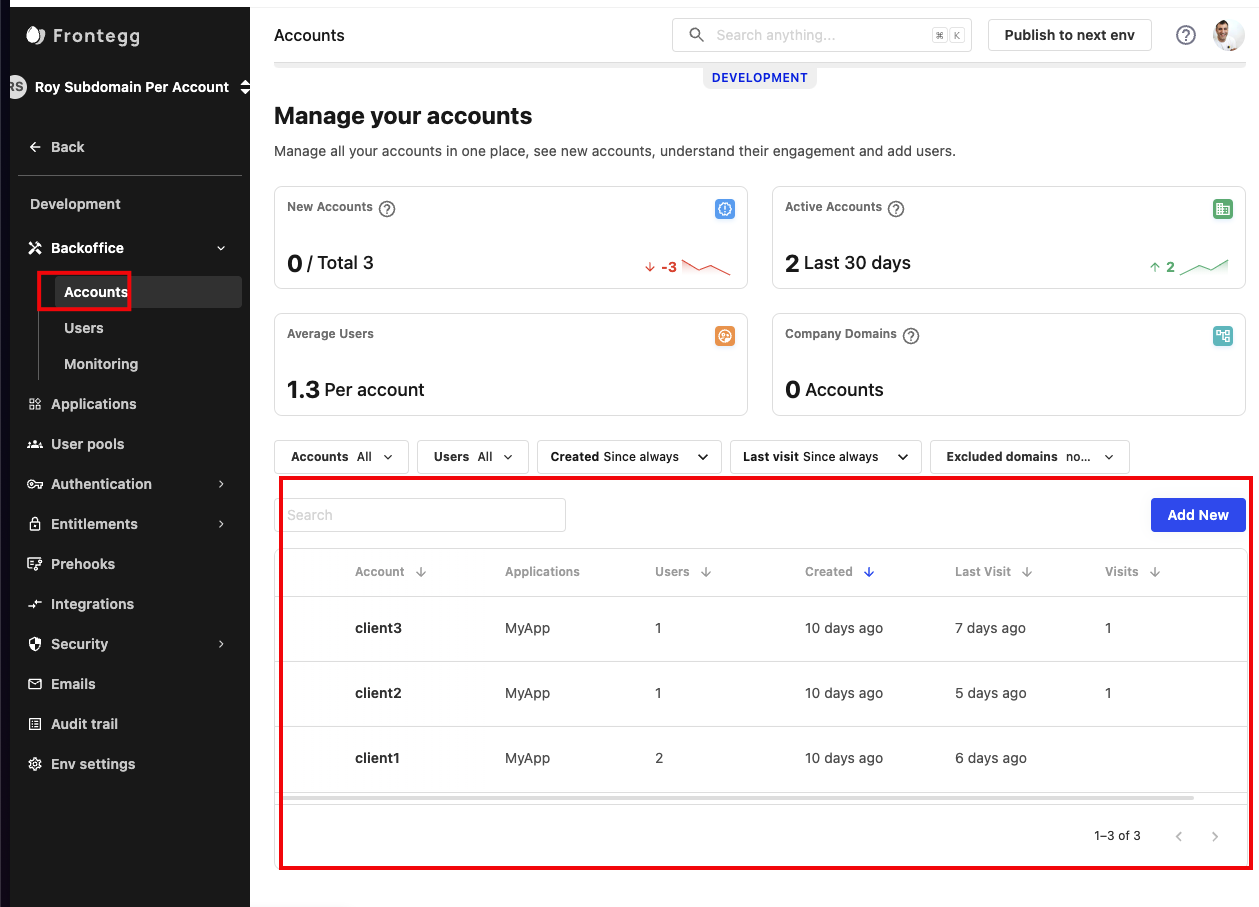 Frontegg
RS Roy Subdomain Per Account
Back
Development
Backoffice
Accounts
Users
Monitoring
Applications
User pools
Authentication
Entitlements
Prehooks
Integrations
Security
Emails
Audit trail
Env settings
Accounts
Search anything... ⌘ K
Publish to next env
DEVELOPMENT
Manage your accounts
Manage all your accounts in one place, see new accounts, understand their engagement and add users.
New Accounts
0 / Total 3
-3
Active Accounts
2 Last 30 days
2
Average Users
1.3 Per account
Company Domains
0 Accounts
Accounts All Users All Created Since always Last visit Since always Excluded domains no...
Search
Add New
Account Applications Users Created Last Visit Visits
client3 MyApp 1 10 days ago 7 days ago 1
client2 MyApp 1 10 days ago 5 days ago 1
client1 MyApp 2 10 days ago 6 days ago
1–3 of 3